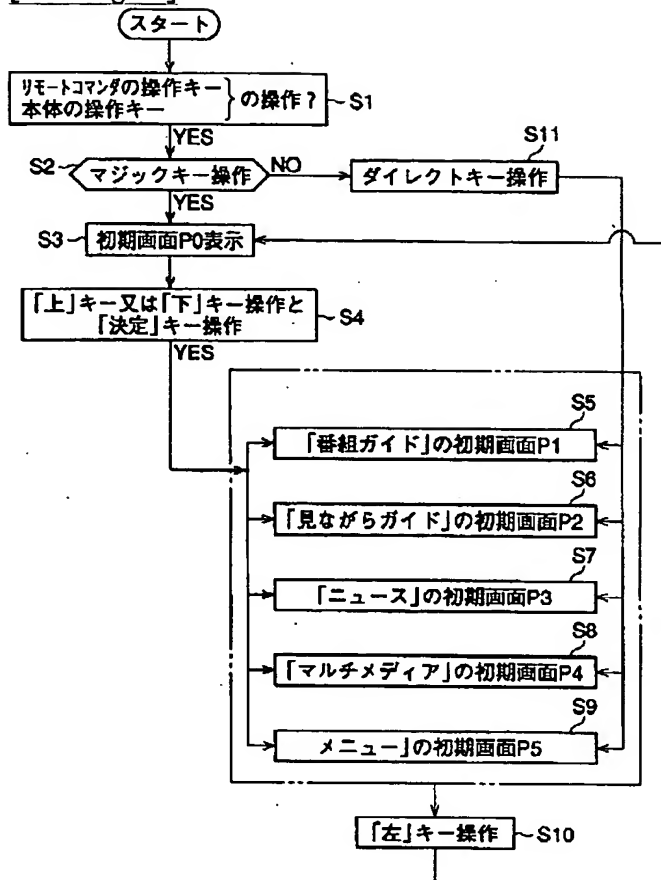 スタート
リモートコマンダの操作キー
本体の操作キー
の操作?
S1
YES
S2
マジックキー操作
NO
S11
ダイレクトキー操作
YES
S3
初期画面P0表示
「上」キー又は「下」キー操作と
「決定」キー操作
S4
YES
S5
「番組ガイド」の初期画面P1
S6
「見ながらガイド」の初期画面P2
S7
「ニュース」の初期画面P3
S8
「マルチメディア」の初期画面P4
S9
メニュー」の初期画面P5
「左」キー操作
S10